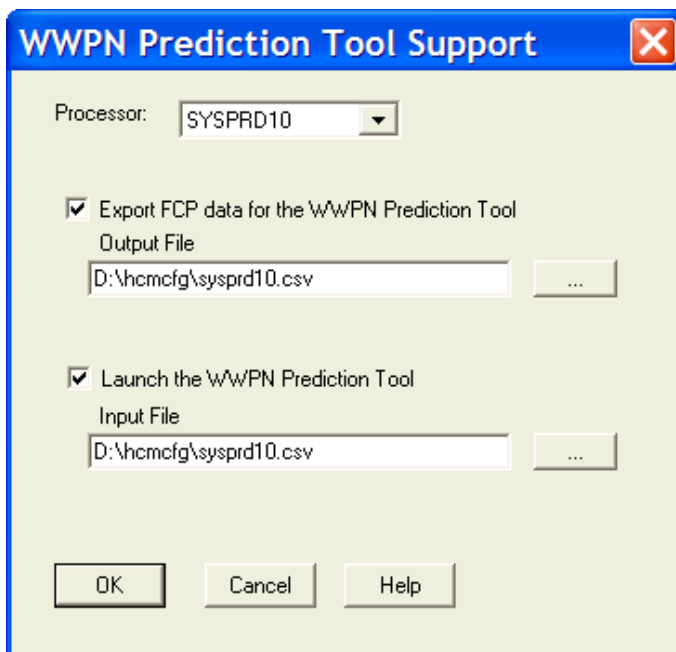 WWPN Prediction Tool Support
Processor: SYSPRD10
Export FCP data for the WWPN Prediction Tool
Output File
D:\hcmcfg\sysprd10.csv ...
Launch the WWPN Prediction Tool
Input File
D:\hcmcfg\sysprd10.csv ...
OK Cancel Help